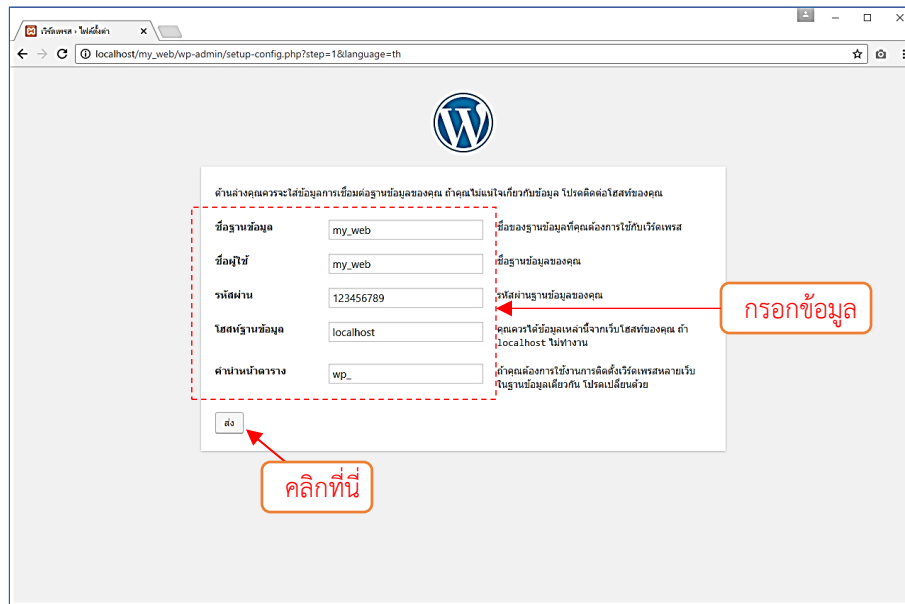 เวิร์ดเพรส › ไฟล์ตั้งค่า
localhost/my_web/wp-admin/setup-config.php?step=1&language=th
ด้านล่างคุณควรจะใส่ข้อมูลการเชื่อมต่อฐานข้อมูลของคุณ ถ้าคุณไม่แน่ใจเกี่ยวกับข้อมูล โปรดติดต่อโฮสท์ของคุณ
ชื่อฐานข้อมูล my_web ชื่อของฐานข้อมูลที่คุณต้องการใช้กับเวิร์ดเพรส
ชื่อผู้ใช้ my_web ชื่อฐานข้อมูลของคุณ
รหัสผ่าน 123456789 รหัสผ่านฐานข้อมูลของคุณ
กรอกข้อมูล
โฮสท์ฐานข้อมูล localhost คุณควรได้ข้อมูลเหล่านี้จากเว็บโฮสท์ของคุณ ถ้า
localhost ไม่ทำงาน
คำนำหน้าตาราง wp_ ถ้าคุณต้องการใช้งานการติดตั้งเวิร์ดเพรสหลายเว็บ
ในฐานข้อมูลเดียวกัน โปรดเปลี่ยนด้วย
ส่ง
คลิกที่นี่